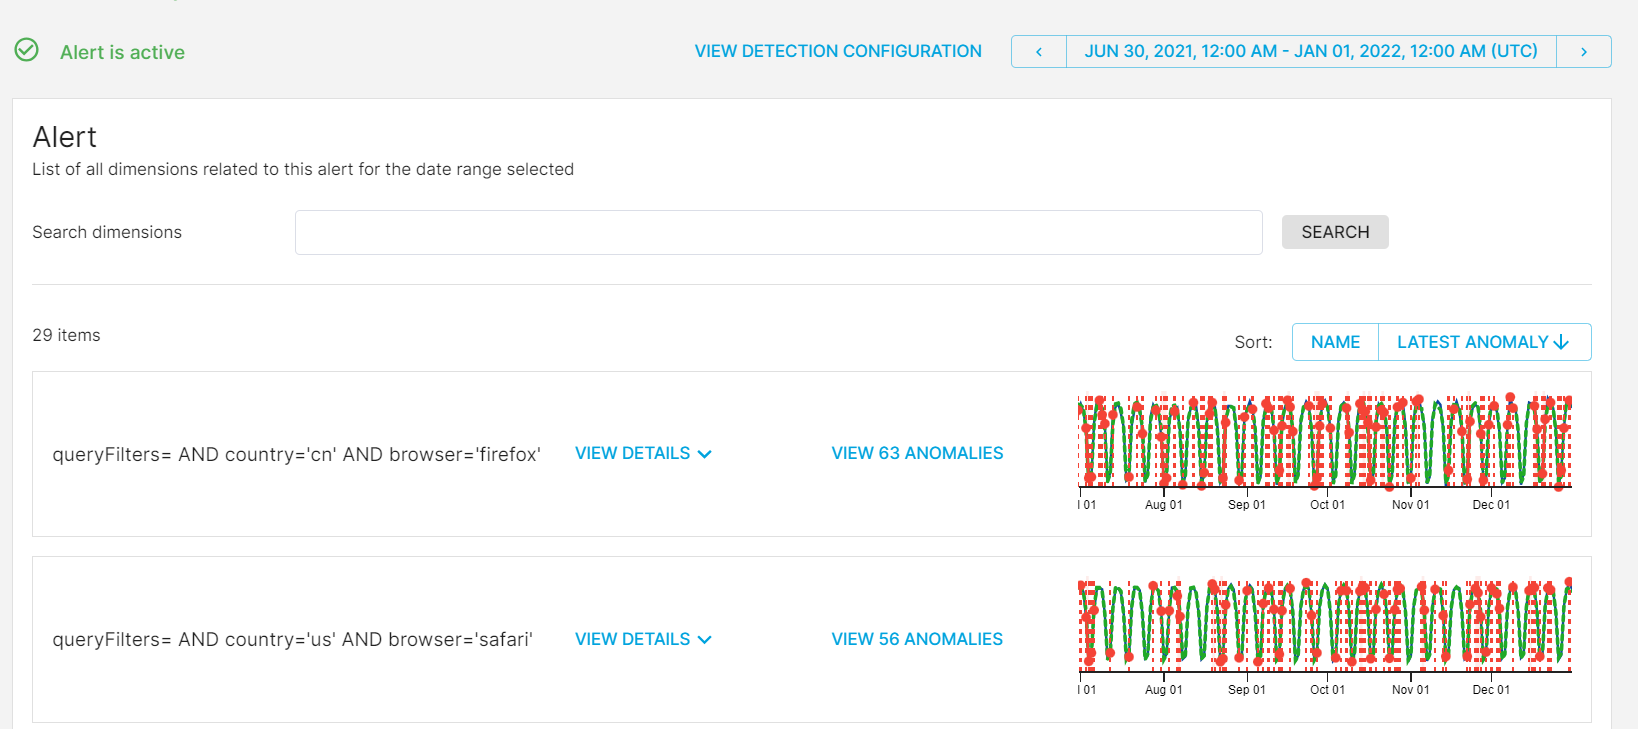 Alert is active
VIEW DETECTION CONFIGURATION
JUN 30, 2021, 12:00 AM - JAN 01, 2022, 12:00 AM (UTC)
Alert
List of all dimensions related to this alert for the date range selected
Search dimensions
SEARCH
29 items
Sort:
NAME
LATEST ANOMALY
queryFilters= AND country='cn' AND browser='firefox'
VIEW DETAILS
VIEW 63 ANOMALIES
l 01 Aug 01 Sep 01 Oct 01 Nov 01 Dec 01
queryFilters= AND country='us' AND browser='safari'
VIEW DETAILS
VIEW 56 ANOMALIES
l 01 Aug 01 Sep 01 Oct 01 Nov 01 Dec 01